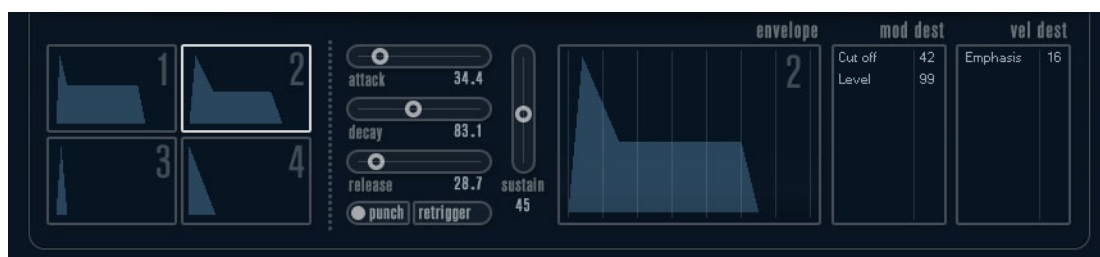 envelope
mod dest
vel dest
1
2
3
4
attack 34.4
decay 83.1
release 28.7
punch retrigger
sustain
45
2
Cut off 42
Level 99
Emphasis 16